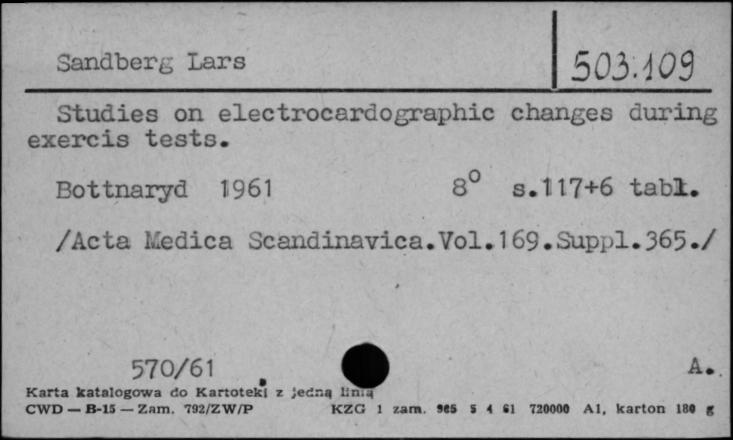 Sandberg Lars
503.109
Studies on electrocardographic changes during
exercis tests.
Bottnaryd 1961 8° s.117+6 tabl.
/Acta Medica Scandinavica.Vol.169.Suppl.365./
570/61 A.
Karta katalogowa do Kartoteki z jedną linią
CWD — B-15 — Zam. 792/ZW/P KZG 1 zam. 965 5 4 61 720000 A1, karton 180 g